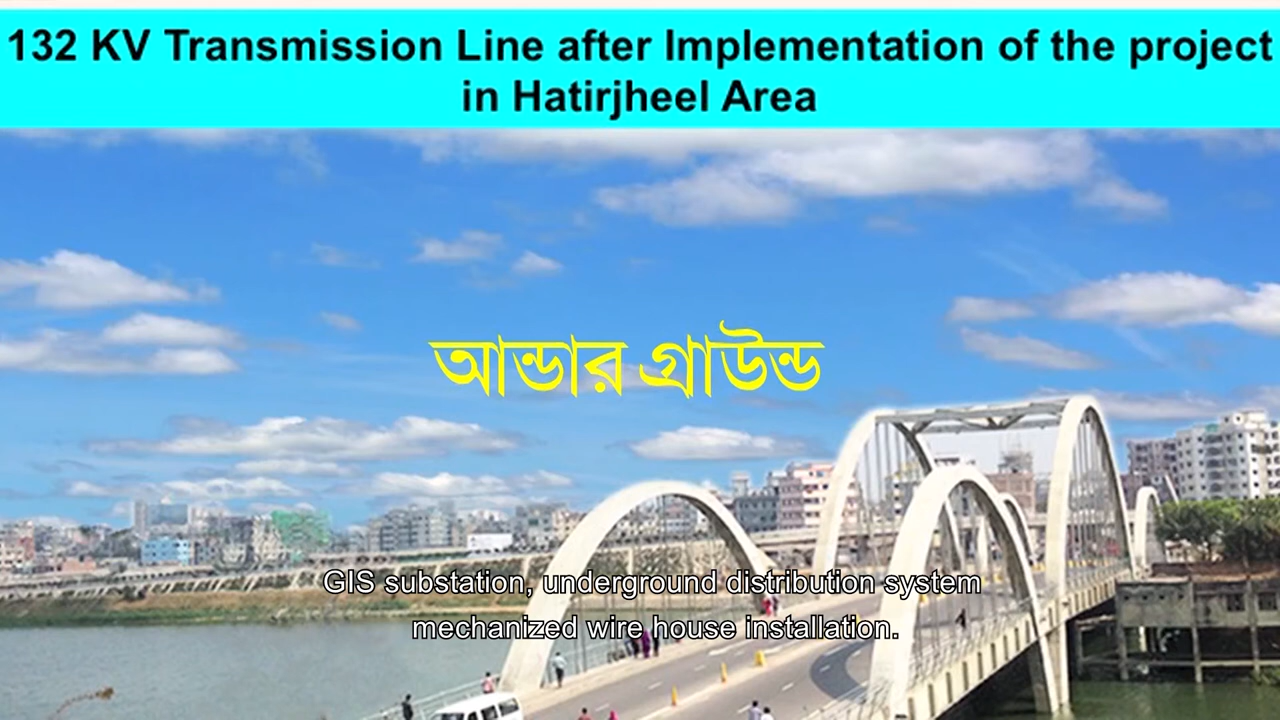 132 KV Transmission Line after Implementation of the project
in Hatirjheel Area
আন্ডার গ্রাউন্ড
GIS substation, underground distribution system
mechanized wire house installation.